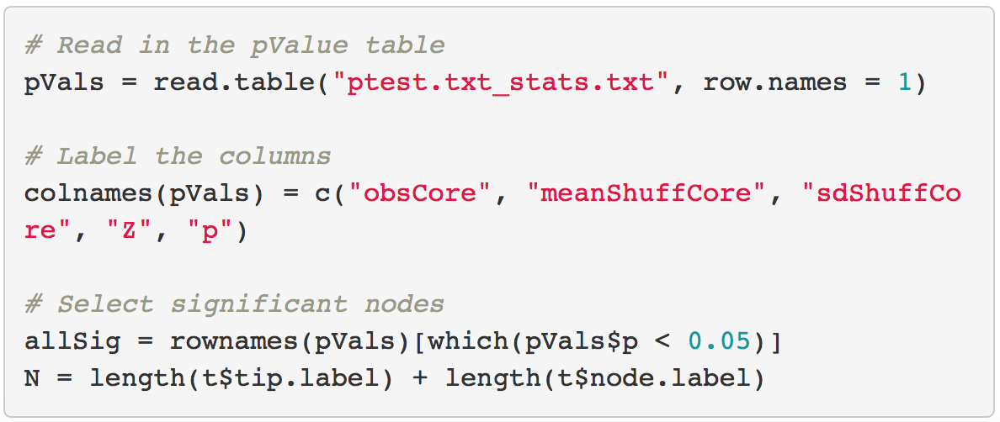 # Read in the pValue table
pVals = read.table("ptest.txt_stats.txt", row.names = 1)
# Label the columns
colnames(pVals) = c("obsCore", "meanShuffCore", "sdShuffCo
re", "Z", "p")
# Select significant nodes
allSig = rownames(pVals)[which(pVals$p < 0.05)]
N = length(t$tip.label) + length(t$node.label)